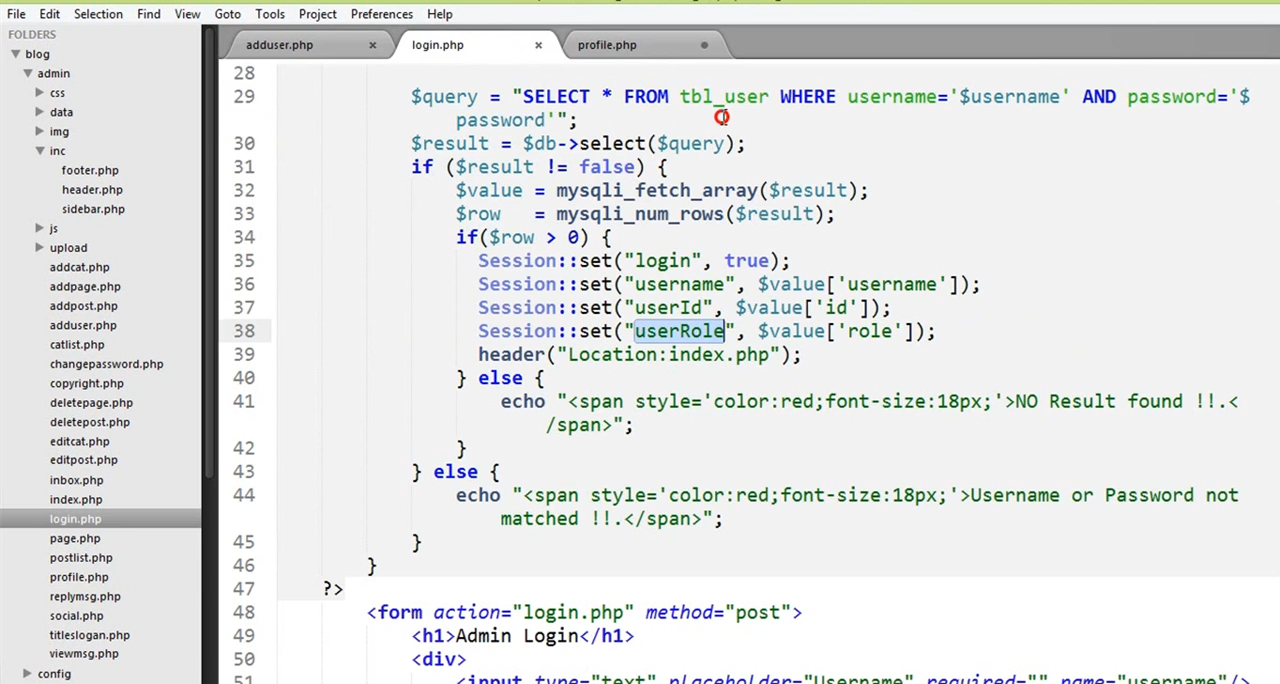 File Edit Selection Find View Goto Tools Project Preferences Help
FOLDERS
blog
admin
css
data
img
inc
footer.php
header.php
sidebar.php
js
upload
addcat.php
addpage.php
addpost.php
adduser.php
catlist.php
changepassword.php
copyright.php
deletepage.php
deletepost.php
editcat.php
editpost.php
inbox.php
index.php
login.php
page.php
postlist.php
profile.php
replymsg.php
social.php
titleslogan.php
viewmsg.php
config
adduser.php × login.php × profile.php
28
29 $query = "SELECT * FROM tbl_user WHERE username='$username' AND password='$
password'";
30 $result = $db->select($query);
31 if ($result != false) {
32 $value = mysqli_fetch_array($result);
33 $row = mysqli_num_rows($result);
34 if($row > 0) {
35 Session::set("login", true);
36 Session::set("username", $value['username']);
37 Session::set("userId", $value['id']);
38 Session::set("userRole", $value['role']);
39 header("Location:index.php");
40 } else {
41 echo "<span style='color:red;font-size:18px;'>NO Result found !!.<
/span>";
42 }
43 } else {
44 echo "<span style='color:red;font-size:18px;'>Username or Password not
matched !!.</span>";
45 }
46 }
47 ?>
48 <form action="login.php" method="post">
49 <h1>Admin Login</h1>
50 <div>
51 <input type="text" placeholder="Username" required="" name="username"/>